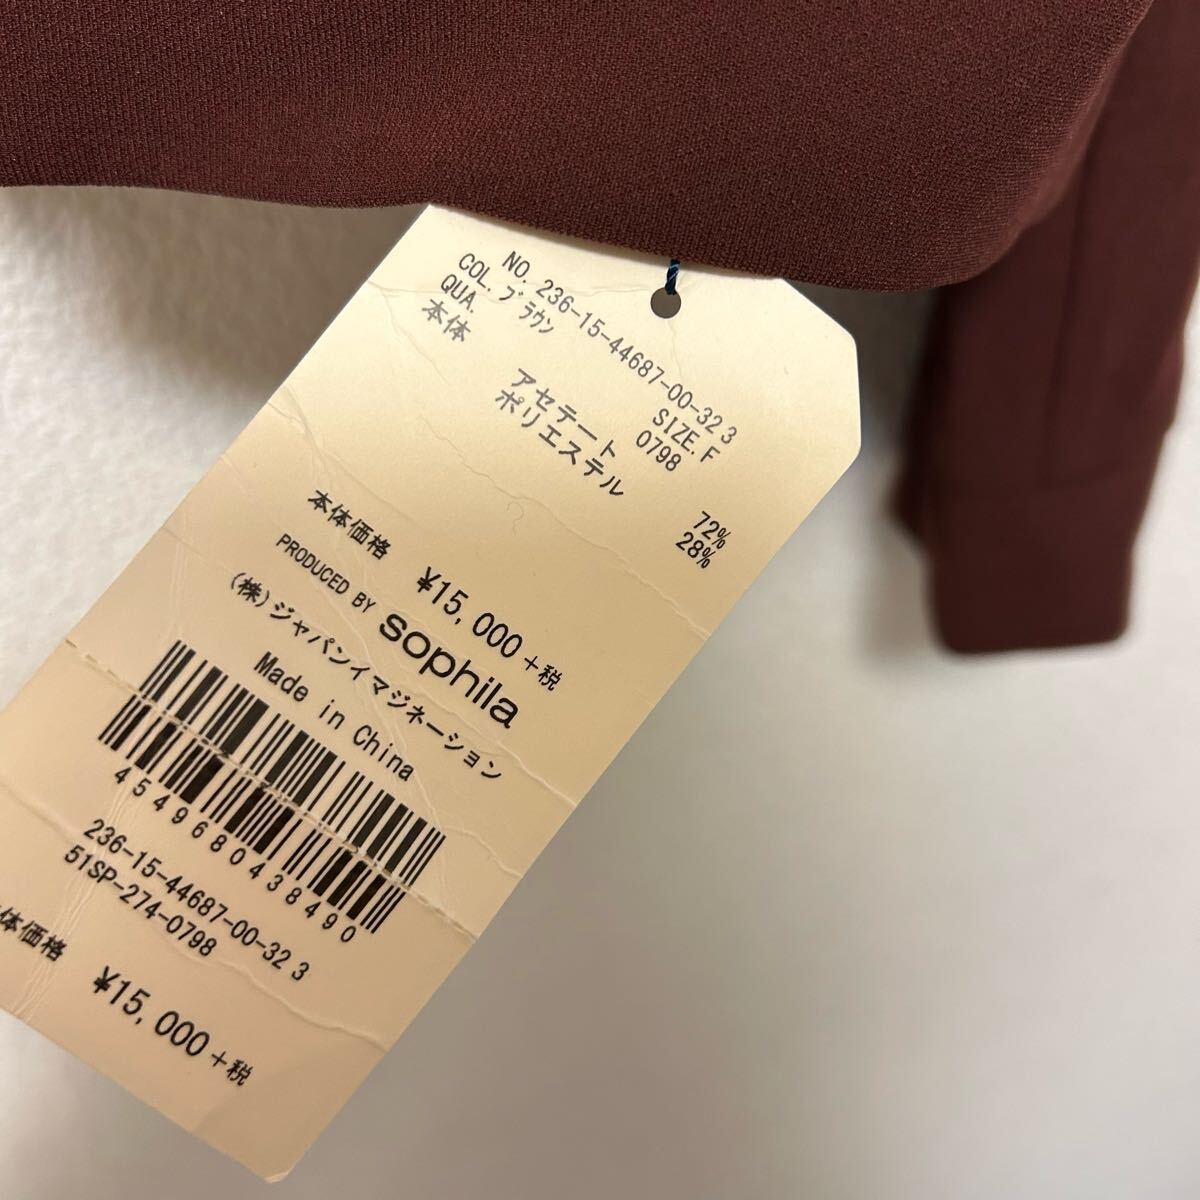 NO. 236-15-44687-00-32 3
COL. ﾌﾞﾗｳﾝ SIZE.F
QUA. 0798
本体
アセテート 72%
ポリエステル 28%
本体価格 ¥15,000+税
PRODUCED BY sophila
(株)ジャパンイマジネーション
Made in China
4549680438490
236-15-44687-00-32 3
51SP-274-0798
体価格 ¥15,000+税